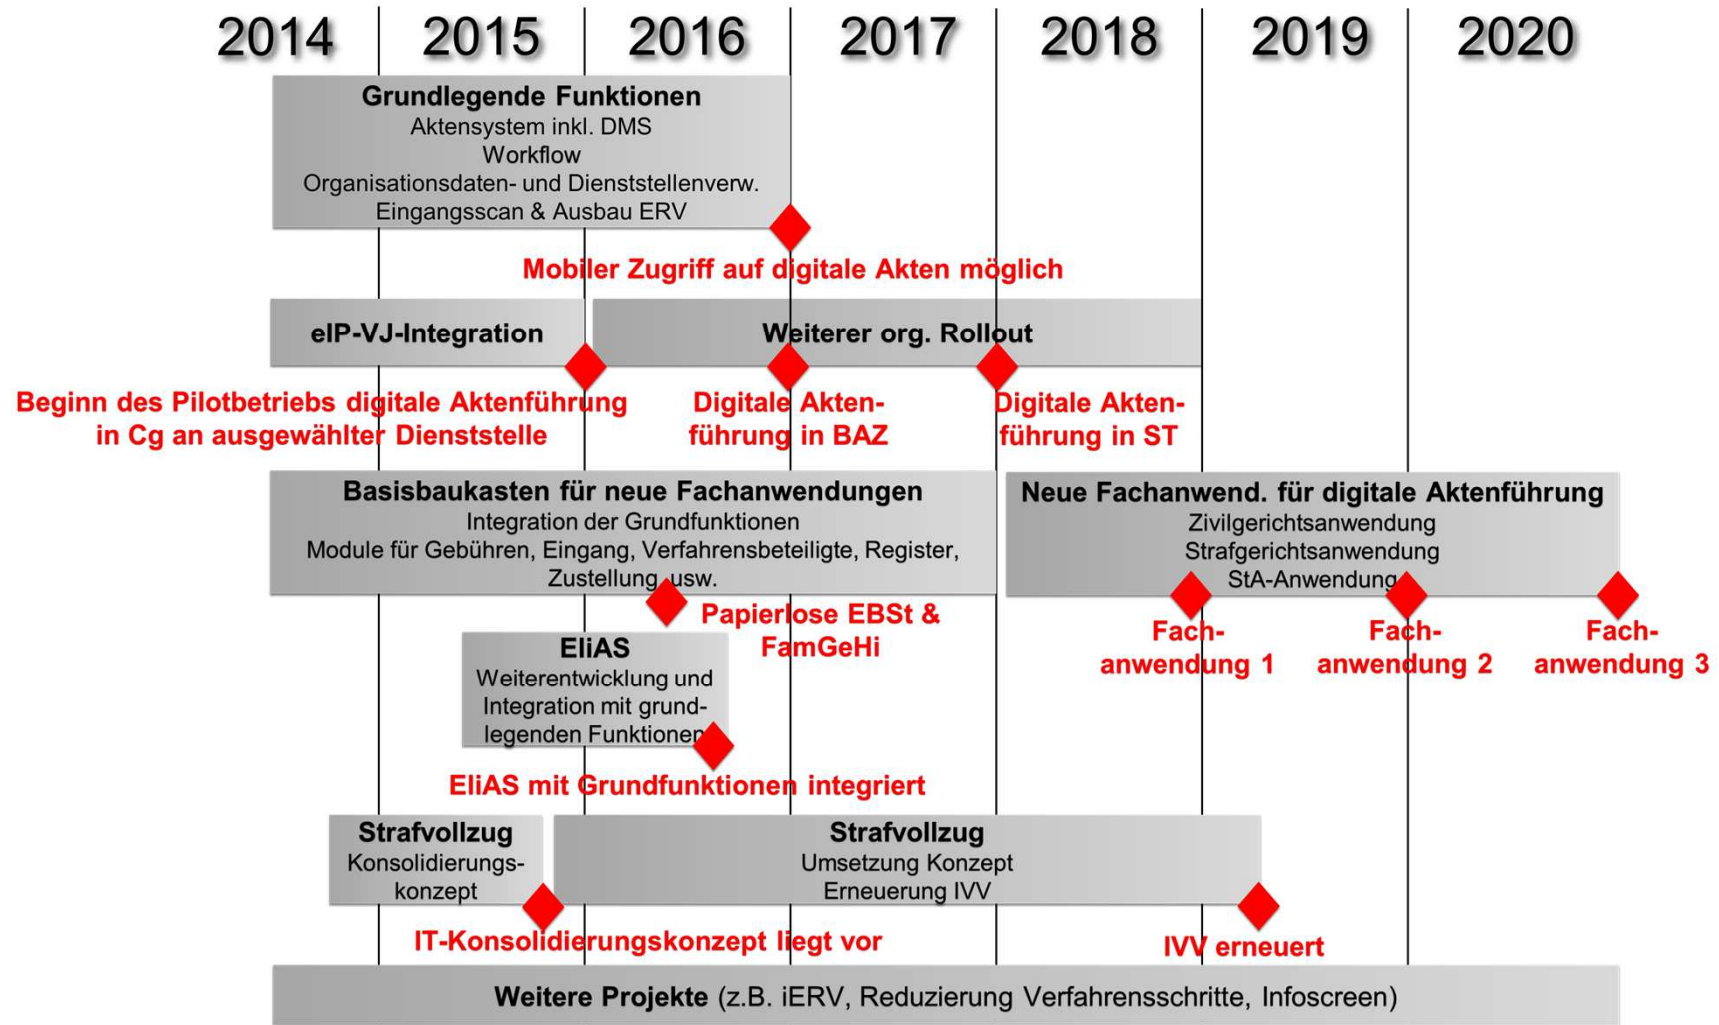 2014 2015 2016 2017 2018 2019 2020
Grundlegende Funktionen
Aktensystem inkl. DMS
Workflow
Organisationsdaten- und Dienststellenverw.
Eingangsscan & Ausbau ERV
Mobiler Zugriff auf digitale Akten möglich
eIP-VJ-Integration
Weiterer org. Rollout
Beginn des Pilotbetriebs digitale Aktenführung
in Cg an ausgewählter Dienststelle
Digitale Akten-
führung in BAZ
Digitale Akten-
führung in ST
Basisbaukasten für neue Fachanwendungen
Integration der Grundfunktionen
Module für Gebühren, Eingang, Verfahrensbeteiligte, Register,
Zustellung, usw.
Neue Fachanwend. für digitale Aktenführung
Zivilgerichtsanwendung
Strafgerichtsanwendung
StA-Anwendung
Papierlose EBSt &
FamGeHi
Fach-
anwendung 1
Fach-
anwendung 2
Fach-
anwendung 3
EliAS
Weiterentwicklung und
Integration mit grund-
legenden Funktionen
EliAS mit Grundfunktionen integriert
Strafvollzug
Konsolidierungs-
konzept
Strafvollzug
Umsetzung Konzept
Erneuerung IVV
IT-Konsolidierungskonzept liegt vor
IVV erneuert
Weitere Projekte (z.B. iERV, Reduzierung Verfahrensschritte, Infoscreen)